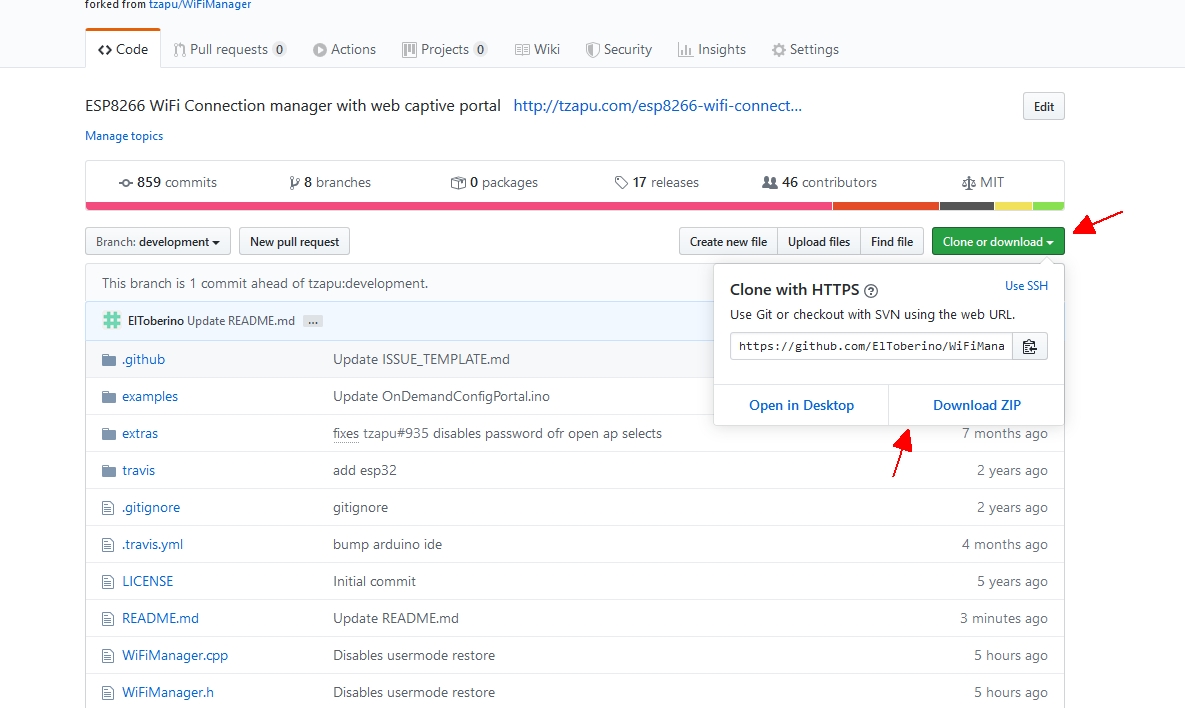 forked from tzapu/WiFiManager
Code Pull requests 0 Actions Projects 0 Wiki Security Insights Settings
ESP8266 WiFi Connection manager with web captive portal http://tzapu.com/esp8266-wifi-connect... Edit
Manage topics
859 commits 8 branches 0 packages 17 releases 46 contributors MIT
Branch: development New pull request Create new file Upload files Find file Clone or download
This branch is 1 commit ahead of tzapu:development.
Clone with HTTPS ? Use SSH
Use Git or checkout with SVN using the web URL.
https://github.com/ElToberino/WiFiMana
Open in Desktop Download ZIP
ElToberino Update README.md ...
.github Update ISSUE_TEMPLATE.md
examples Update OnDemandConfigPortal.ino
extras fixes tzapu#935 disables password ofr open ap selects 7 months ago
travis add esp32 2 years ago
.gitignore gitignore 2 years ago
.travis.yml bump arduino ide 4 months ago
LICENSE Initial commit 5 years ago
README.md Update README.md 3 minutes ago
WiFiManager.cpp Disables usermode restore 5 hours ago
WiFiManager.h Disables usermode restore 5 hours ago